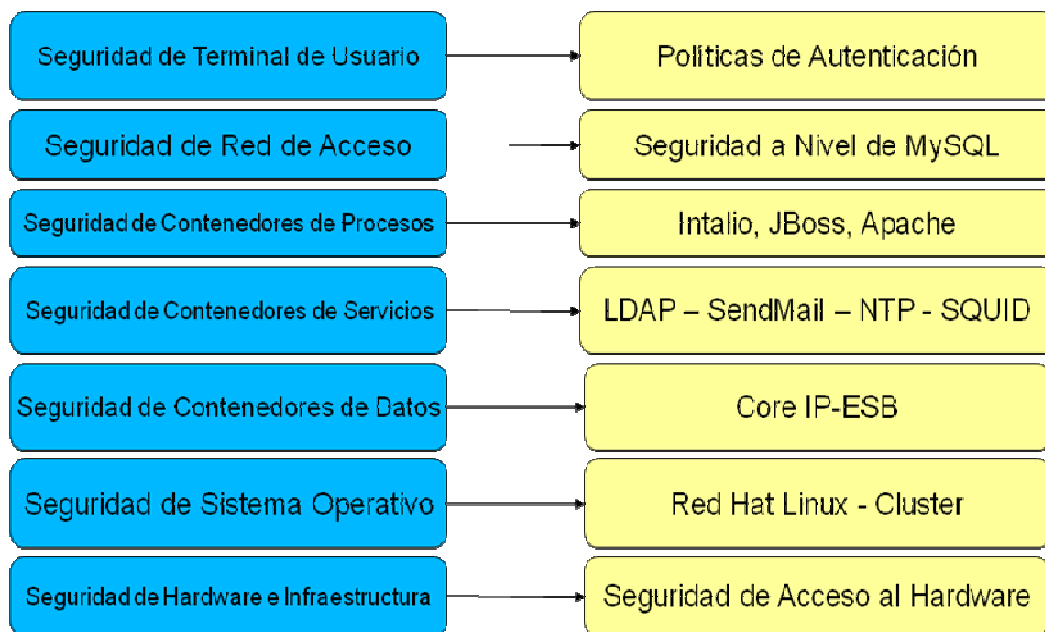 Seguridad de Terminal de Usuario
Políticas de Autenticación
Seguridad de Red de Acceso
Seguridad a Nivel de MySQL
Seguridad de Contenedores de Procesos
Intalio, JBoss, Apache
Seguridad de Contenedores de Servicios
LDAP – SendMail – NTP - SQUID
Seguridad de Contenedores de Datos
Core IP-ESB
Seguridad de Sistema Operativo
Red Hat Linux - Cluster
Seguridad de Hardware e Infraestructura
Seguridad de Acceso al Hardware